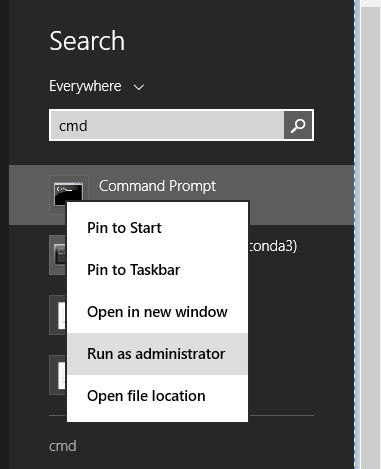 Search
Everywhere
cmd
Command Prompt
Pin to Start
Pin to Taskbar
conda3)
Open in new window
Run as administrator
Open file location
cmd